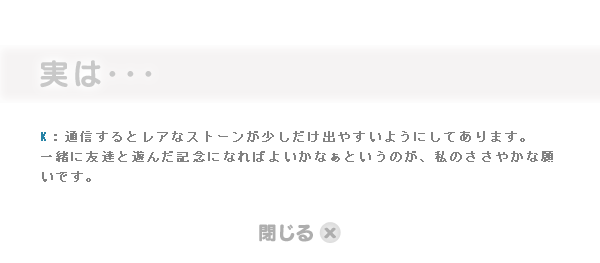 実は･･･
K：通信するとレアなストーンが少しだけ出やすいようにしてあります。
一緒に友達と遊んだ記念になればよいかなぁというのが、私のささやかな願
いです。
閉じる